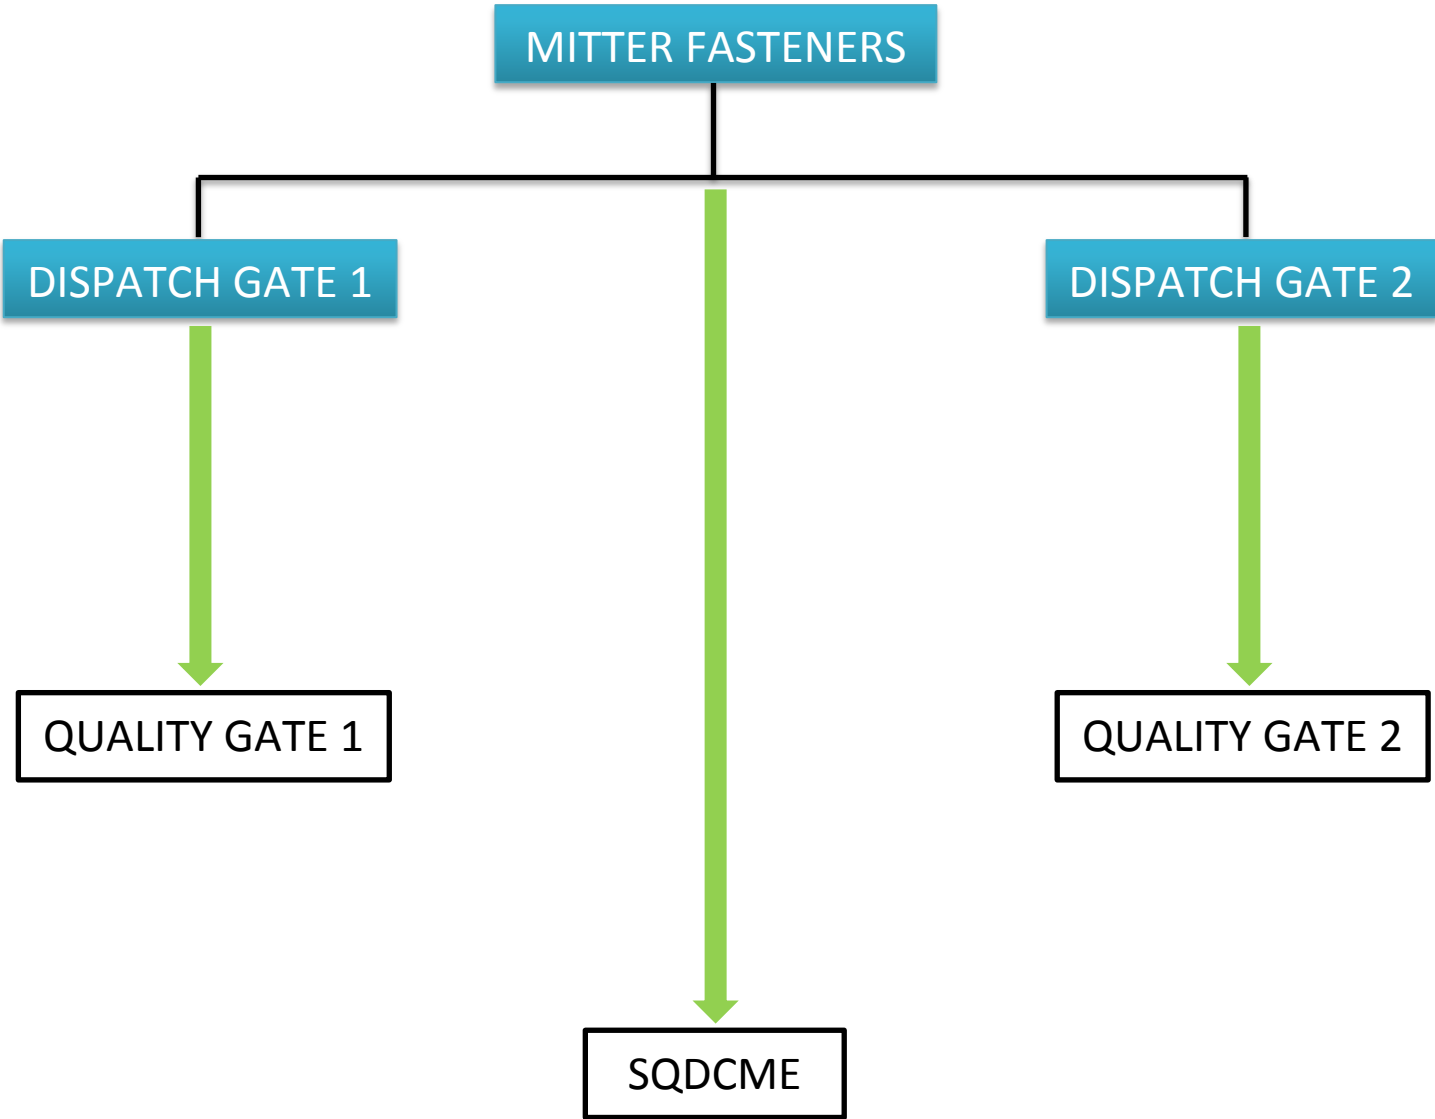 MITTER FASTENERS
DISPATCH GATE 1
DISPATCH GATE 2
QUALITY GATE 1
QUALITY GATE 2
SQDCME